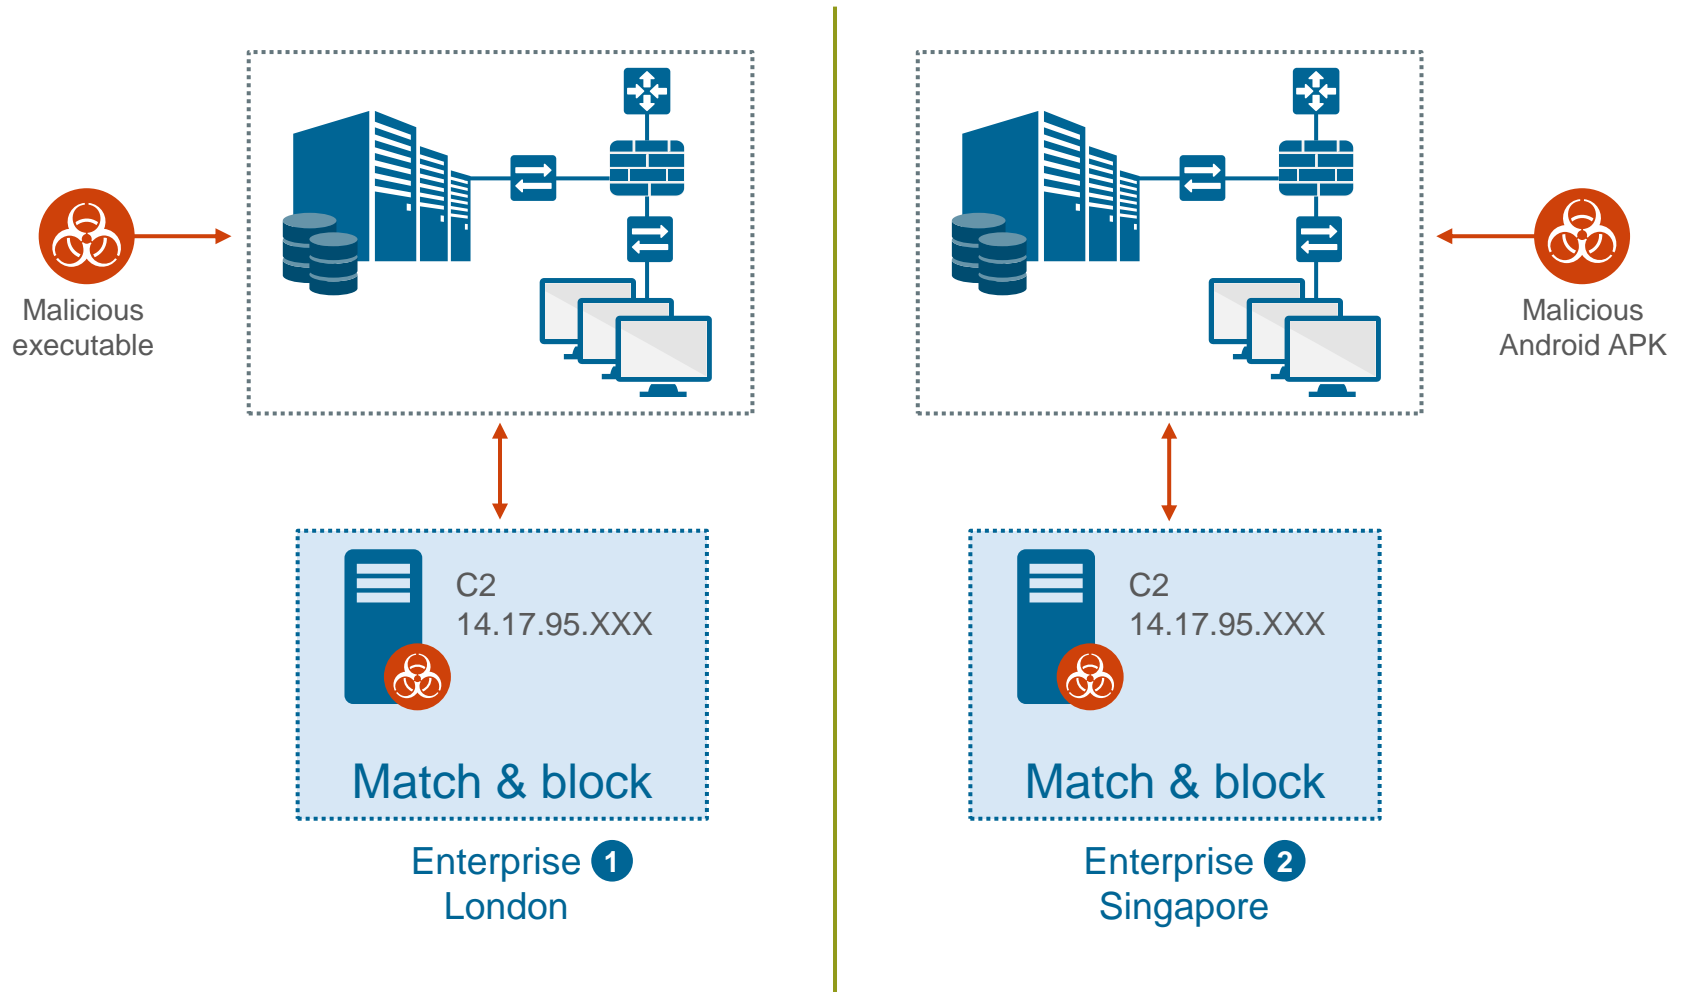 Malicious
executable
C2
14.17.95.XXX
Match & block
Enterprise 1
London
Malicious
Android APK
C2
14.17.95.XXX
Match & block
Enterprise 2
Singapore